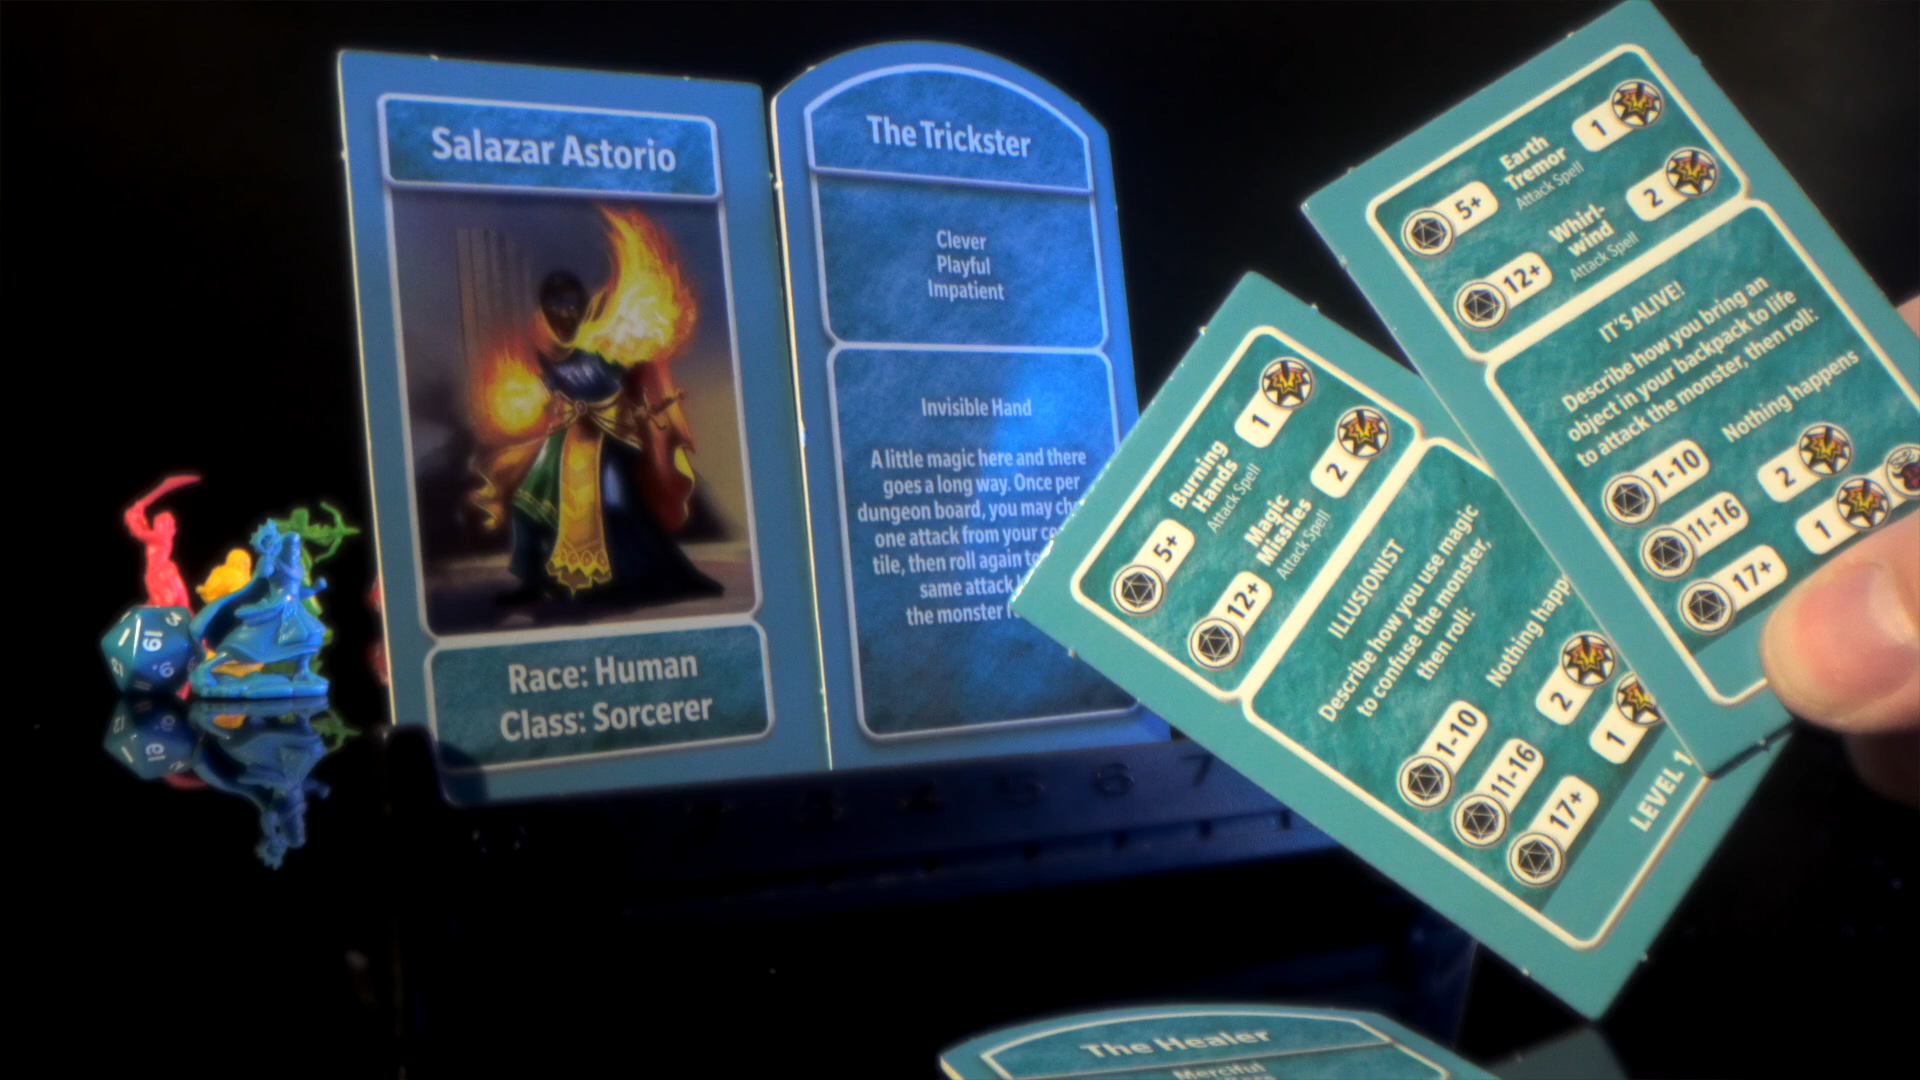 Salazar Astorio
Race: Human
Class: Sorcerer
The Trickster
Clever
Playful
Impatient
Invisible Hand
A little magic here and there
goes a long way. Once per
dungeon board, you may
one attack from your
tile, then roll again
same attack
the monster
5+
Burning
Hands
Attack Spell
1
12+
Magic
Missiles
Attack Spell
2
ILLUSIONIST
Describe how you use magic
to confuse the monster,
then roll:
1-10
Nothing
11-16
2
17+
1
LEVEL 1
5+
Earth
Tremor
Attack Spell
1
12+
Whirl-
wind
Attack Spell
2
IT'S ALIVE!
Describe how you bring an
object in your backpack to life
to attack the monster, then roll:
1-10
Nothing happens
11-16
2
17+
1
The Healer
Merciful
19